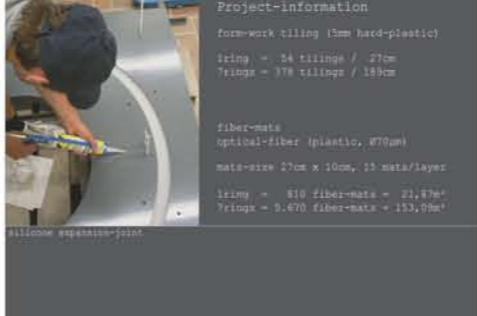 Project-information
form-work tiling (5mm hard-plastic)
1ring = 54 tilings / 27cm
7rings = 378 tilings / 189cm
fiber-mats
optical-fiber (plastic, Ø70µm)
mats-size 27cm x 10cm, 15 mats/layer
1ring = 810 fiber-mats = 21,87m²
7rings = 5.670 fiber-mats = 153,09m²
silicone expansion-joint